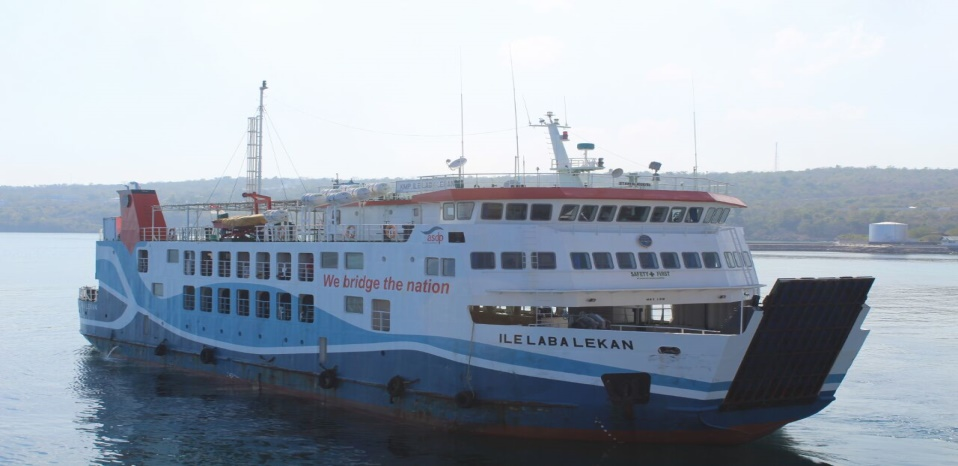 asdp
We bridge the nation
SAFETY FIRST
ILE LABALEKAN